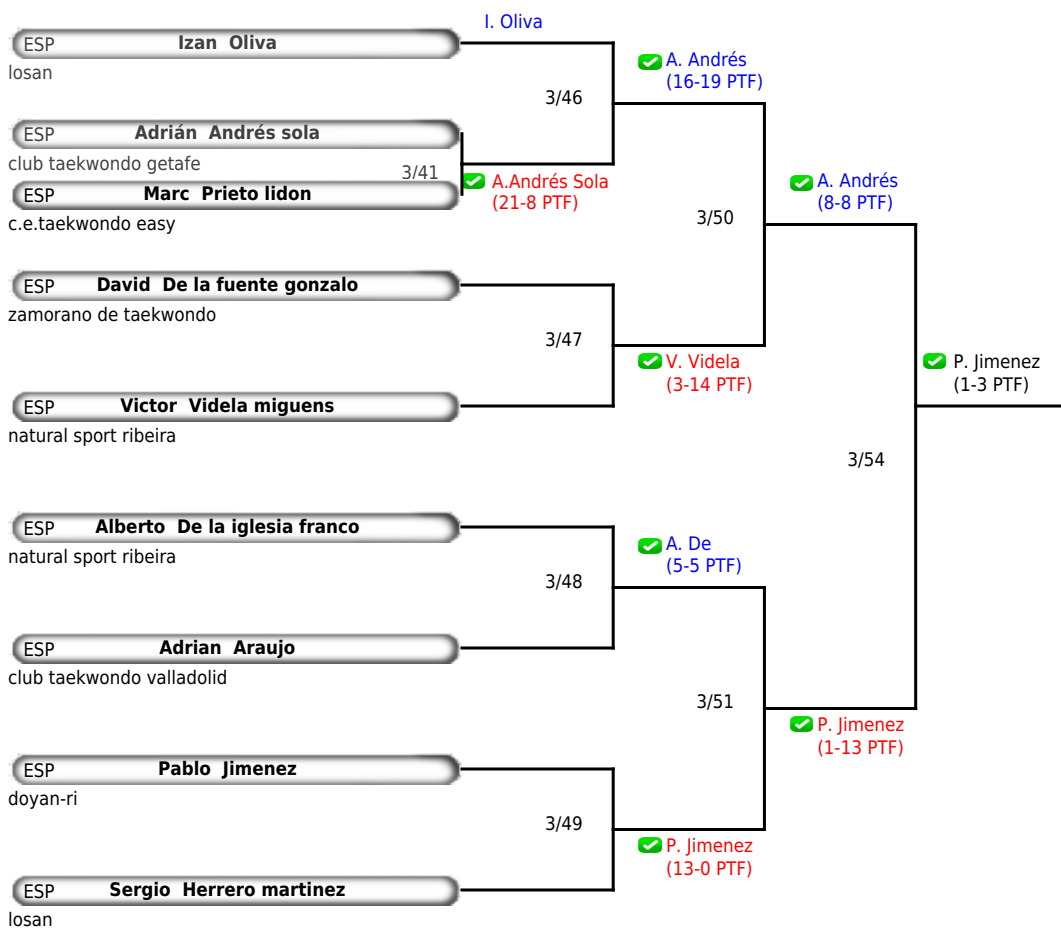 I. Oliva
ESP Izan Oliva
losan
A. Andrés
(16-19 PTF)
3/46
ESP Adrián Andrés sola
club taekwondo getafe
3/41
A.Andrés Sola
(21-8 PTF)
ESP Marc Prieto lidon
c.e.taekwondo easy
A. Andrés
(8-8 PTF)
3/50
ESP David De la fuente gonzalo
zamorano de taekwondo
3/47
V. Videla
(3-14 PTF)
P. Jimenez
(1-3 PTF)
ESP Victor Videla miguens
natural sport ribeira
3/54
ESP Alberto De la iglesia franco
natural sport ribeira
A. De
(5-5 PTF)
3/48
ESP Adrian Araujo
club taekwondo valladolid
3/51
P. Jimenez
(1-13 PTF)
ESP Pablo Jimenez
doyan-ri
3/49
P. Jimenez
(13-0 PTF)
ESP Sergio Herrero martinez
losan